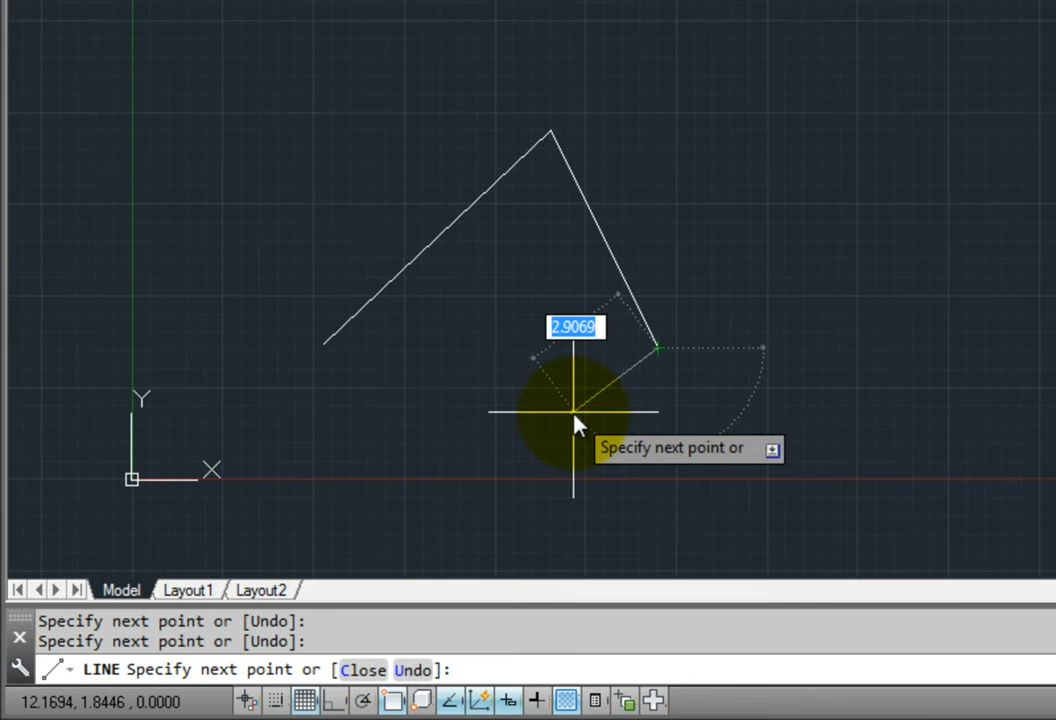 2.9069
Y
Specify next point or
X
Model Layout1 Layout2
Specify next point or [Undo]:
Specify next point or [Undo]:
LINE Specify next point or [Close Undo]:
12.1694, 1.8446 , 0.0000